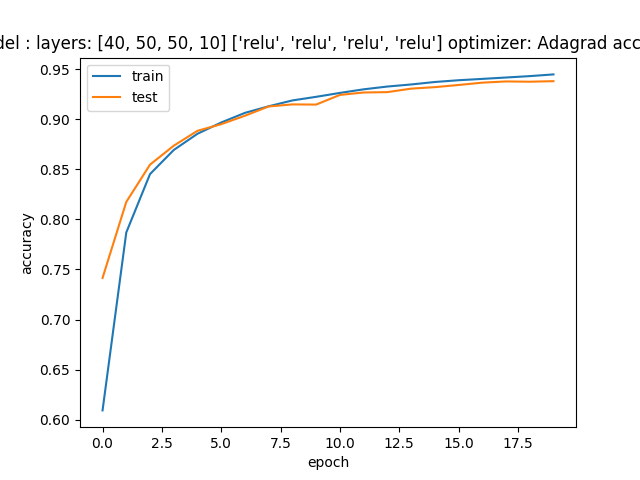 del : layers: [40, 50, 50, 10] ['relu', 'relu', 'relu', 'relu'] optimizer: Adagrad acc
train
test
0.95
0.90
0.85
0.80
0.75
0.70
0.65
0.60
accuracy
0.0 2.5 5.0 7.5 10.0 12.5 15.0 17.5
epoch